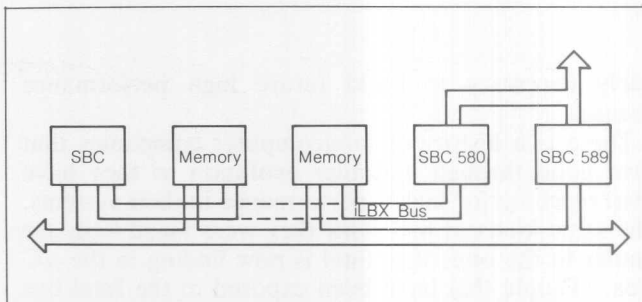 SBC
Memory
Memory
SBC 580
SBC 589
iLBX Bus